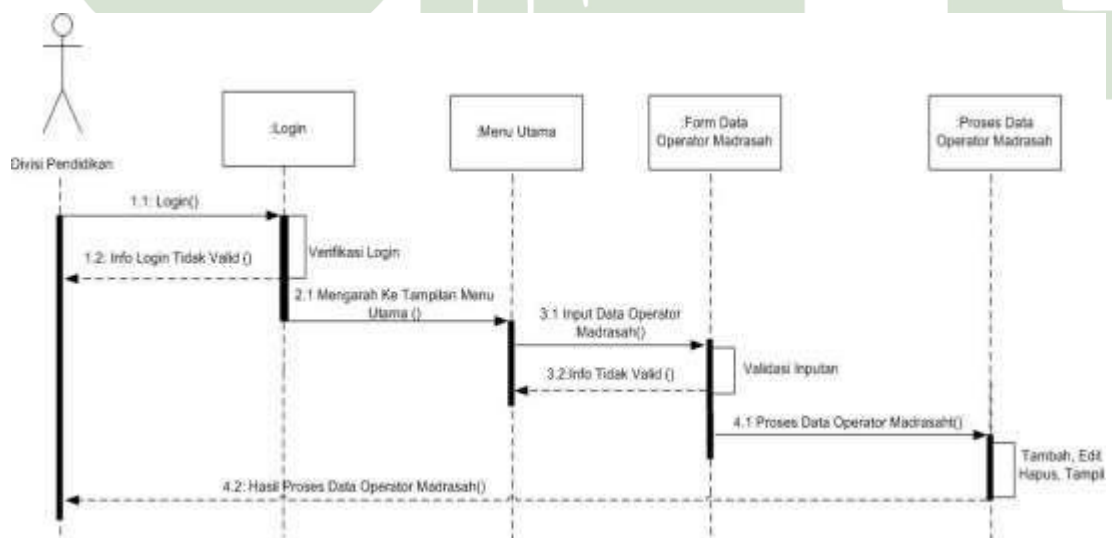 :Login
:Menu Utama
:Form Data
Operator Madrasah
:Proses Data
Operator Madrasah
Divisi Pendidikan
1.1: Login()
Verifikasi Login
1.2: Info Login Tidak Valid ()
2.1 Mengarah Ke Tampilan Menu
Utama ()
3.1 Input Data Operator
Madrasah()
Validasi Inputan
3.2:Info Tidak Valid ()
4.1 Proses Data Operator Madrasaht()
Tambah, Edit
Hapus, Tampil
4.2: Hasil Proses Data Operator Madrasah()